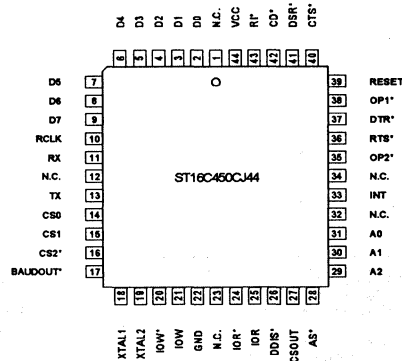 D4 D3 D2 D1 D0 N.C. VCC RI* CD* DSR* CTS*
6 5 4 3 2 1 44 43 42 41 40
D5 7 39 RESET
D6 8 38 OP1*
D7 9 37 DTR*
RCLK 10 36 RTS*
RX 11 35 OP2*
N.C. 12 34 N.C.
TX 13 ST16C450CJ44 33 INT
CS0 14 32 N.C.
CS1 15 31 A0
CS2* 16 30 A1
BAUDOUT* 17 29 A2
18 19 20 21 22 23 24 25 26 27 28
XTAL1 XTAL2 IOW* IOW GND N.C. IOR* IOR DDIS* CSOUT AS*